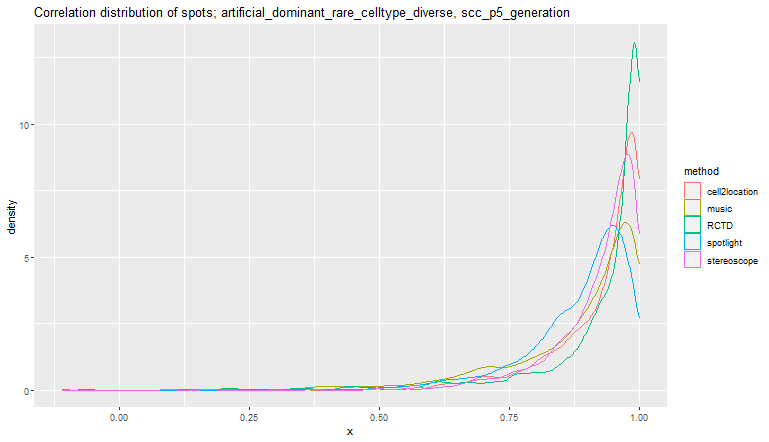 Correlation distribution of spots; artificial_dominant_rare_celltype_diverse, scc_p5_generation
10
5
0
density
0.00 0.25 0.50 0.75 1.00
x
method
cell2location
music
RCTD
spotlight
stereoscope